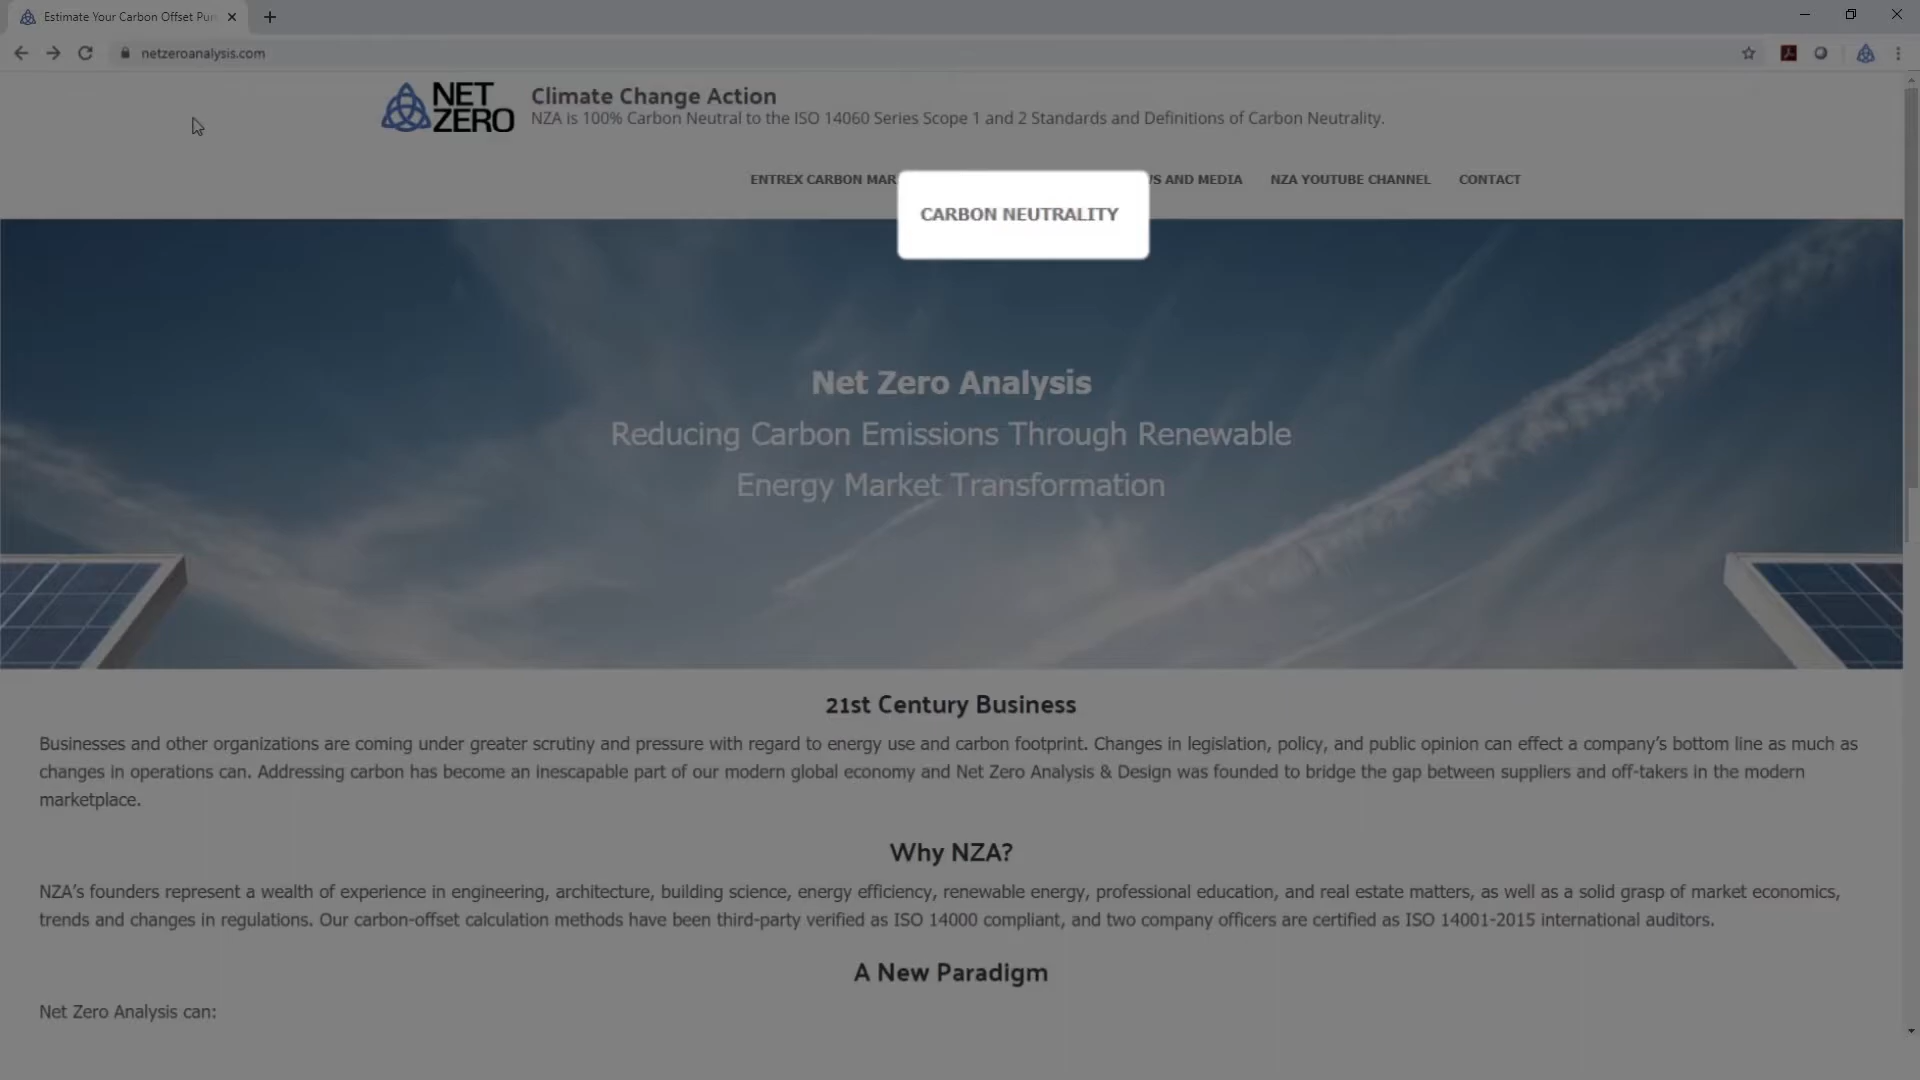 Estimate Your Carbon Offset Pur
netzeroanalysis.com
NET
ZERO
Climate Change Action
NZA is 100% Carbon Neutral to the ISO 14060 Series Scope 1 and 2 Standards and Definitions of Carbon Neutrality.
ENTREX CARBON MAR
S AND MEDIA
NZA YOUTUBE CHANNEL
CONTACT
CARBON NEUTRALITY
Net Zero Analysis
Reducing Carbon Emissions Through Renewable
Energy Market Transformation
21st Century Business
Businesses and other organizations are coming under greater scrutiny and pressure with regard to energy use and carbon footprint. Changes in legislation, policy, and public opinion can effect a company’s bottom line as much as
changes in operations can. Addressing carbon has become an inescapable part of our modern global economy and Net Zero Analysis & Design was founded to bridge the gap between suppliers and off-takers in the modern
marketplace.
Why NZA?
NZA’s founders represent a wealth of experience in engineering, architecture, building science, energy efficiency, renewable energy, professional education, and real estate matters, as well as a solid grasp of market economics,
trends and changes in regulations. Our carbon-offset calculation methods have been third-party verified as ISO 14000 compliant, and two company officers are certified as ISO 14001-2015 international auditors.
A New Paradigm
Net Zero Analysis can: